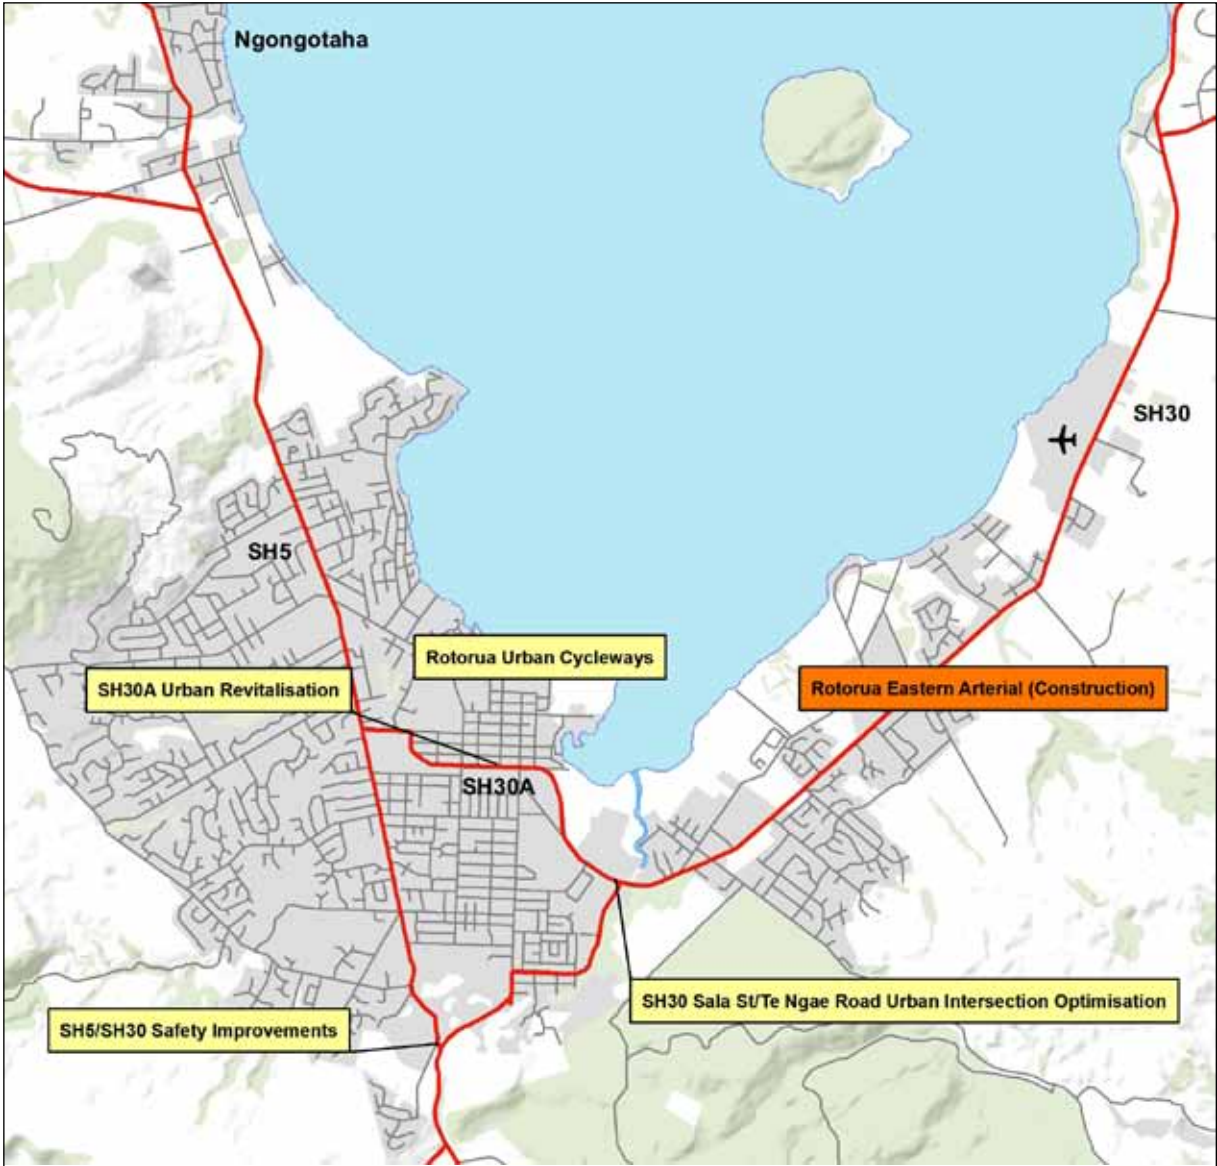 Ngongotaha
SH30
SH5
Rotorua Urban Cycleways
SH30A Urban Revitalisation
Rotorua Eastern Arterial (Construction)
SH30A
SH30 Sala St/Te Ngae Road Urban Intersection Optimisation
SH5/SH30 Safety Improvements